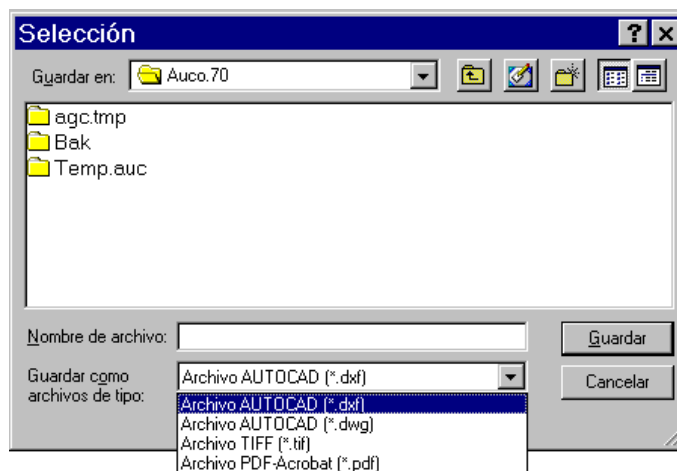 Selección
Guardar en: Auco.70
agc.tmp
Bak
Temp.auc
Nombre de archivo:
Guardar
Guardar como
archivos de tipo:
Archivo AUTOCAD (*.dxf)
Cancelar
Archivo AUTOCAD (*.dxf)
Archivo AUTOCAD (*.dwg)
Archivo TIFF (*.tif)
Archivo PDF-Acrobat (*.pdf)